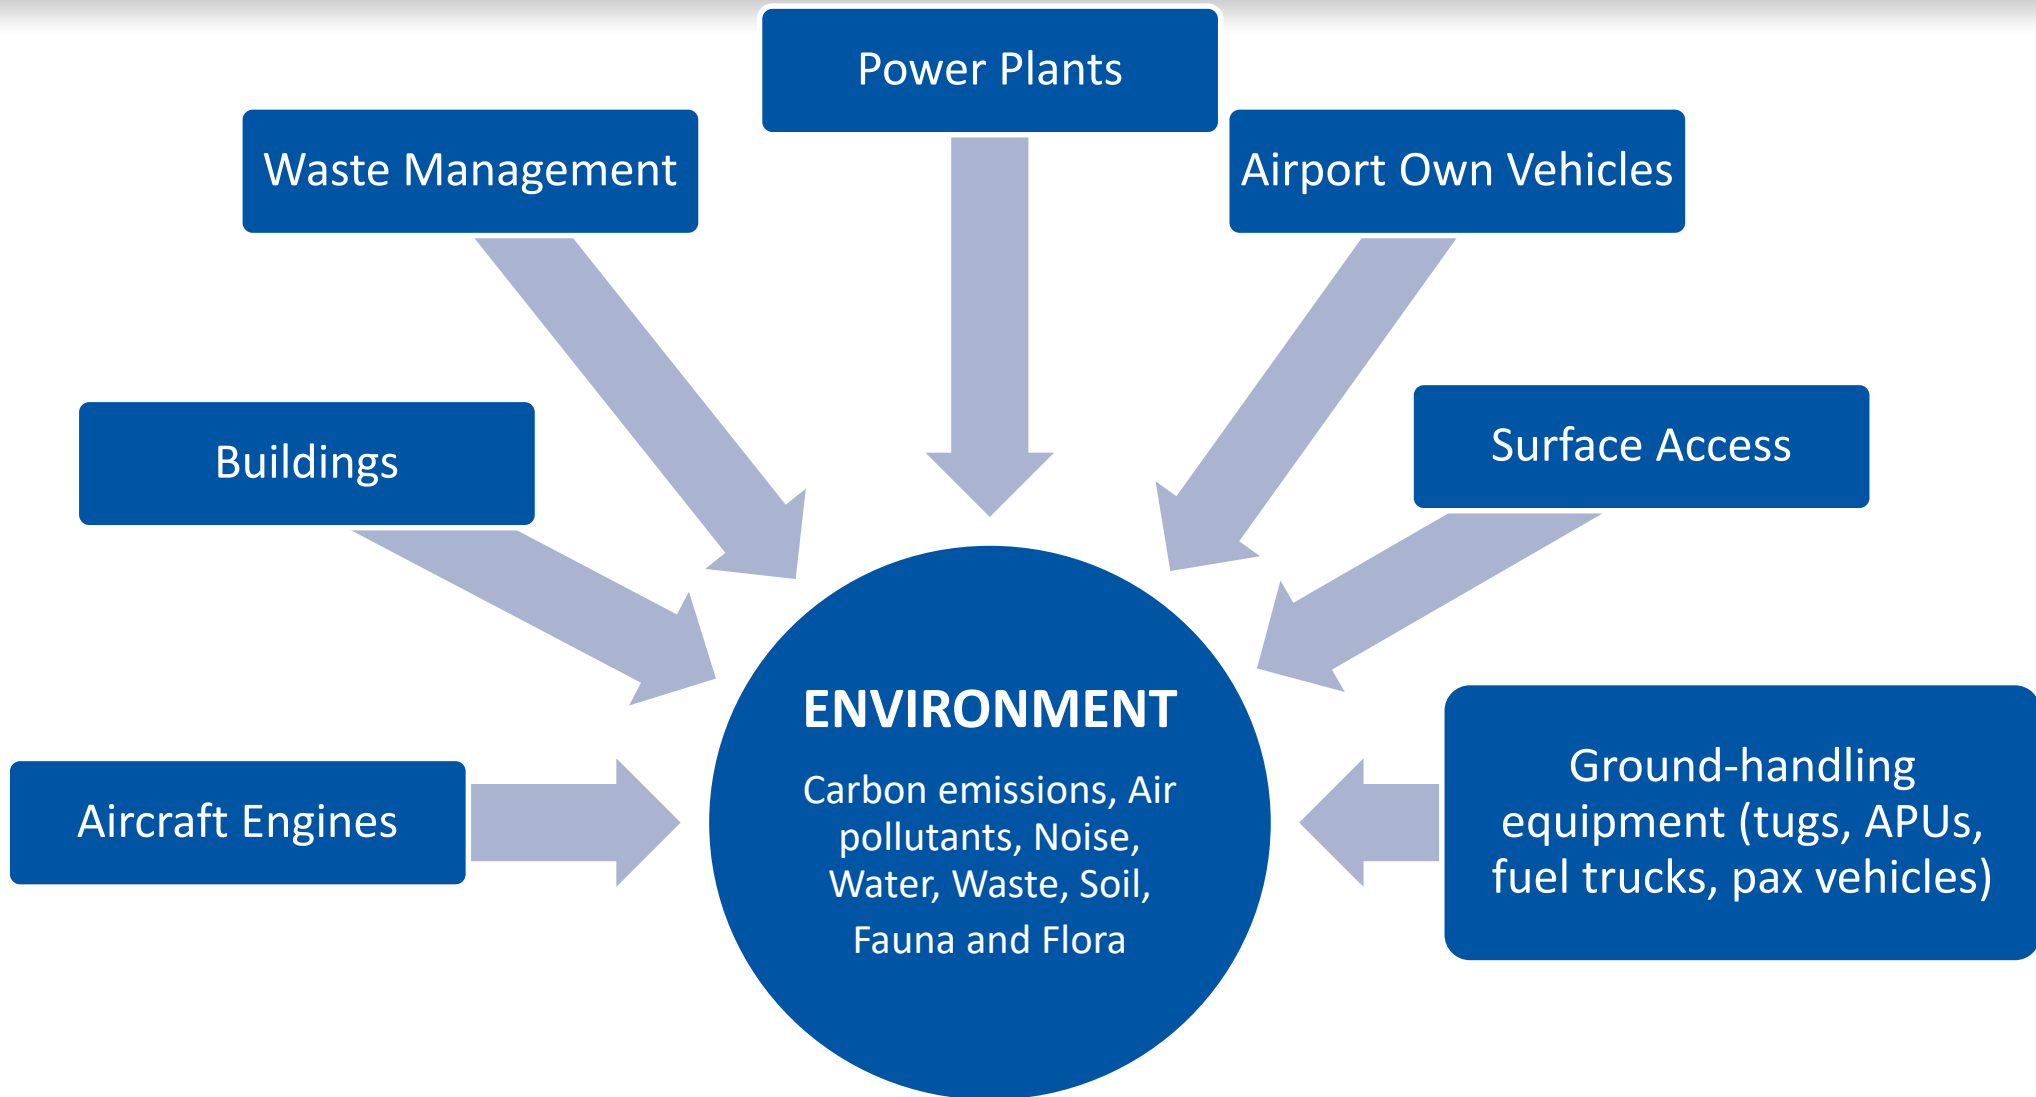 Power Plants
Waste Management
Airport Own Vehicles
Buildings
Surface Access
Aircraft Engines
ENVIRONMENT
Carbon emissions, Air
pollutants, Noise,
Water, Waste, Soil,
Fauna and Flora
Ground-handling
equipment (tugs, APUs,
fuel trucks, pax vehicles)